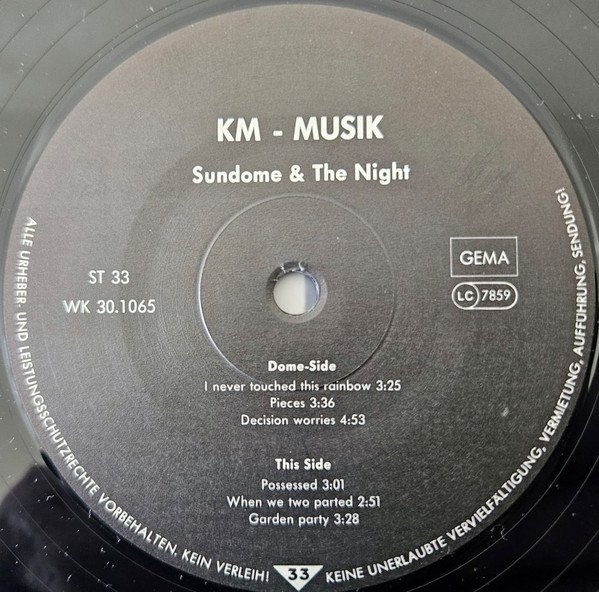 KM - MUSIK
Sundome & The Night
GEMA
LC 7859
ST 33
WK 30.1065
Dome-Side
I never touched this rainbow 3:25
Pieces 3:36
Decision worries 4:53
This Side
Possessed 3:01
When we two parted 2:51
Garden party 3:28
ALLE URHEBER- UND LEISTUNGSSCHUTZRECHTE VORBEHALTEN. KEIN VERLEIH! KEINE UNERLAUBTE VERVIELFÄLTIGUNG, VERMIETUNG, AUFFÜHRUNG, SENDUNG!
33